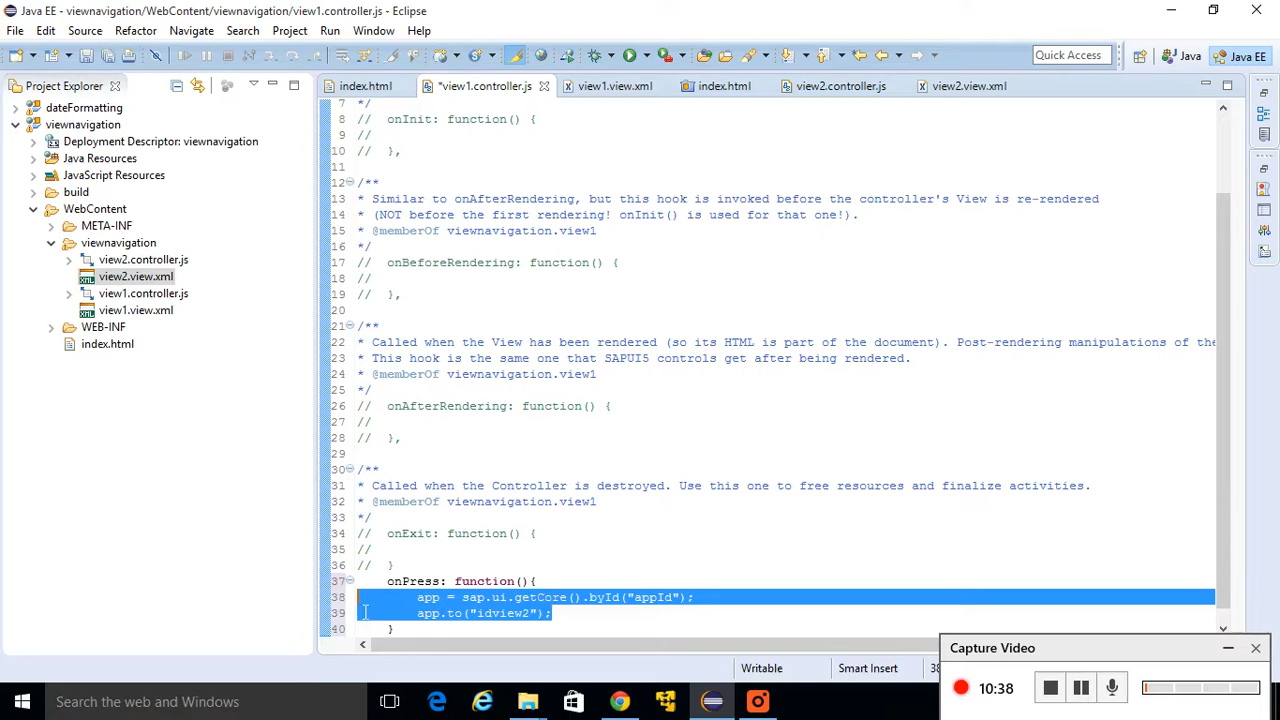 Java EE - viewnavigation/WebContent/viewnavigation/view1.controller.js - Eclipse
File Edit Source Refactor Navigate Search Project Run Window Help
Quick Access
Java
Java EE
Project Explorer
index.html
*view1.controller.js
view1.view.xml
index.html
view2.controller.js
view2.view.xml
dateFormatting
viewnavigation
Deployment Descriptor: viewnavigation
Java Resources
JavaScript Resources
build
WebContent
META-INF
viewnavigation
view2.controller.js
view2.view.xml
view1.controller.js
view1.view.xml
WEB-INF
index.html
7 */
8 // onInit: function() {
9 //
10 // },
11
12 /**
13 * Similar to onAfterRendering, but this hook is invoked before the controller's View is re-rendered
14 * (NOT before the first rendering! onInit() is used for that one!).
15 * @memberOf viewnavigation.view1
16 */
17 // onBeforeRendering: function() {
18 //
19 // },
20
21 /**
22 * Called when the View has been rendered (so its HTML is part of the document). Post-rendering manipulations of the
23 * This hook is the same one that SAPUI5 controls get after being rendered.
24 * @memberOf viewnavigation.view1
25 */
26 // onAfterRendering: function() {
27 //
28 // },
29
30 /**
31 * Called when the Controller is destroyed. Use this one to free resources and finalize activities.
32 * @memberOf viewnavigation.view1
33 */
34 // onExit: function() {
35 //
36 // }
37 onPress: function(){
38 app = sap.ui.getCore().byId("appId");
39 app.to("idview2");
40 }
Writable
Smart Insert
Capture Video
10:38
Search the web and Windows